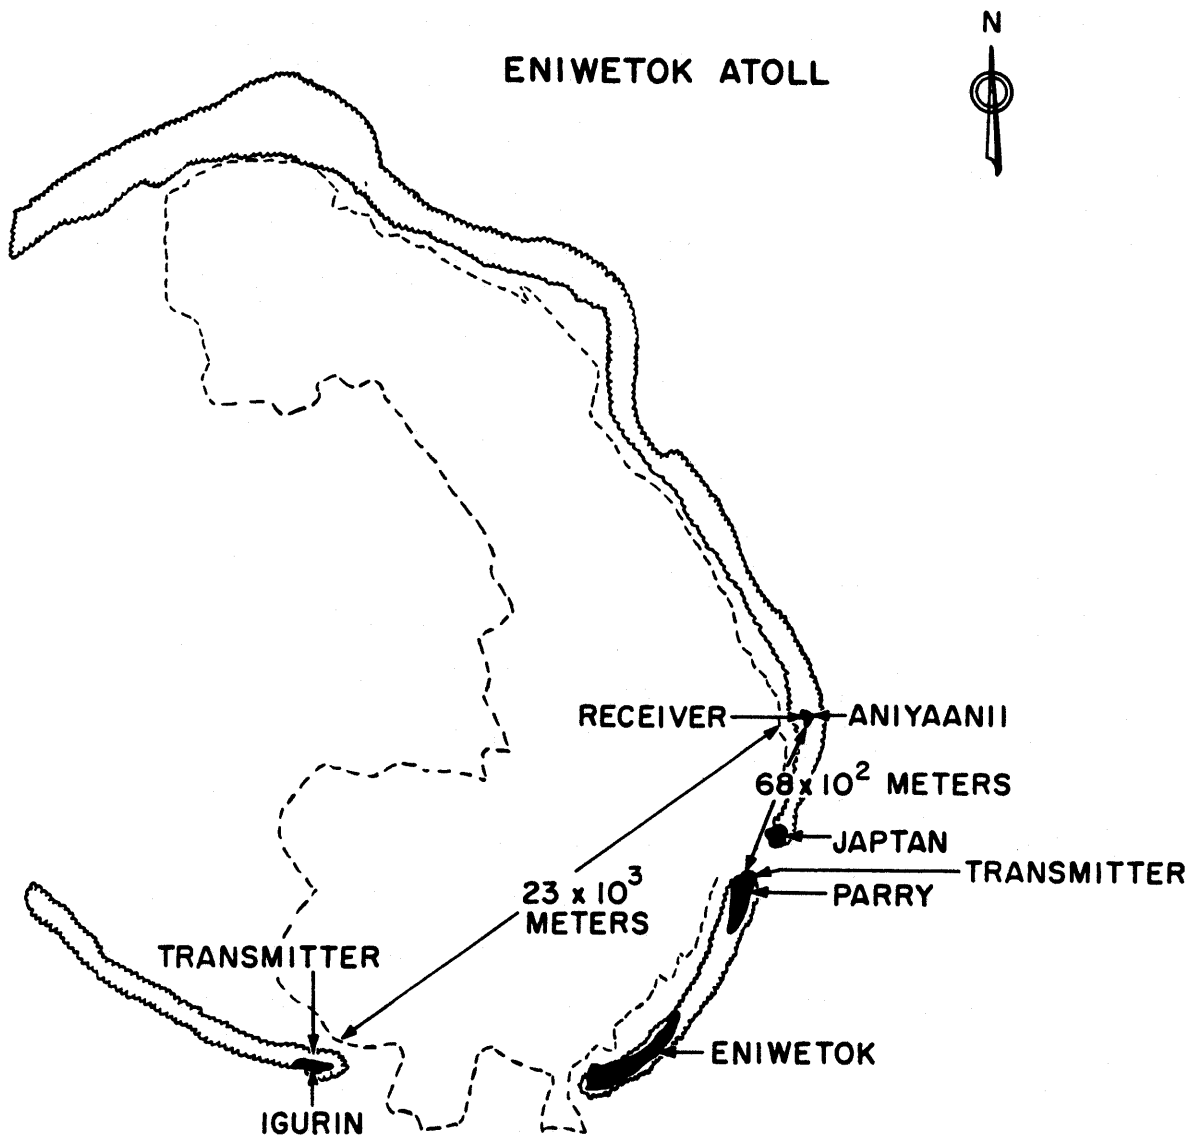 N
ENIWETOK ATOLL
RECEIVER
ANIYAANII
68 x 10² METERS
JAPTAN
TRANSMITTER
PARRY
23 x 10³
METERS
TRANSMITTER
ENIWETOK
IGURIN